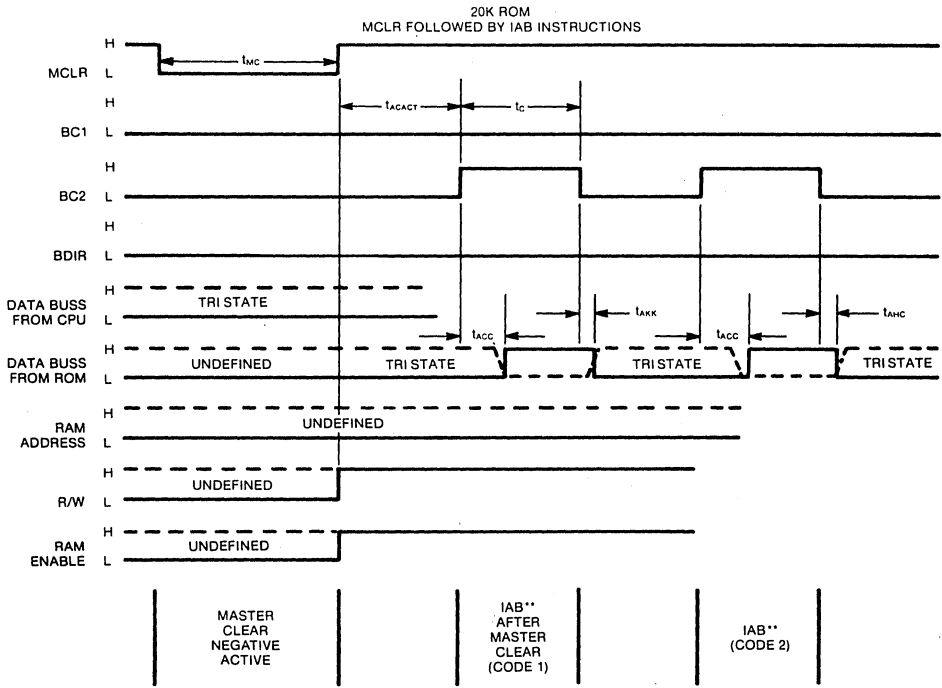 20K ROM
MCLR FOLLOWED BY IAB INSTRUCTIONS
H
MCLR L
tMC
H
BC1 L
tACACT tC
H
BC2 L
H
BDIR L
H
DATA BUSS
FROM CPU L
TRI STATE
tACC tAKK tACC tAHC
H
DATA BUSS
FROM ROM L
UNDEFINED TRI STATE TRI STATE TRI STATE
H
RAM
ADDRESS L
UNDEFINED
H
R/W L
UNDEFINED
H
RAM
ENABLE L
UNDEFINED
MASTER
CLEAR
NEGATIVE
ACTIVE
IAB**
AFTER
MASTER
CLEAR
(CODE 1)
IAB**
(CODE 2)